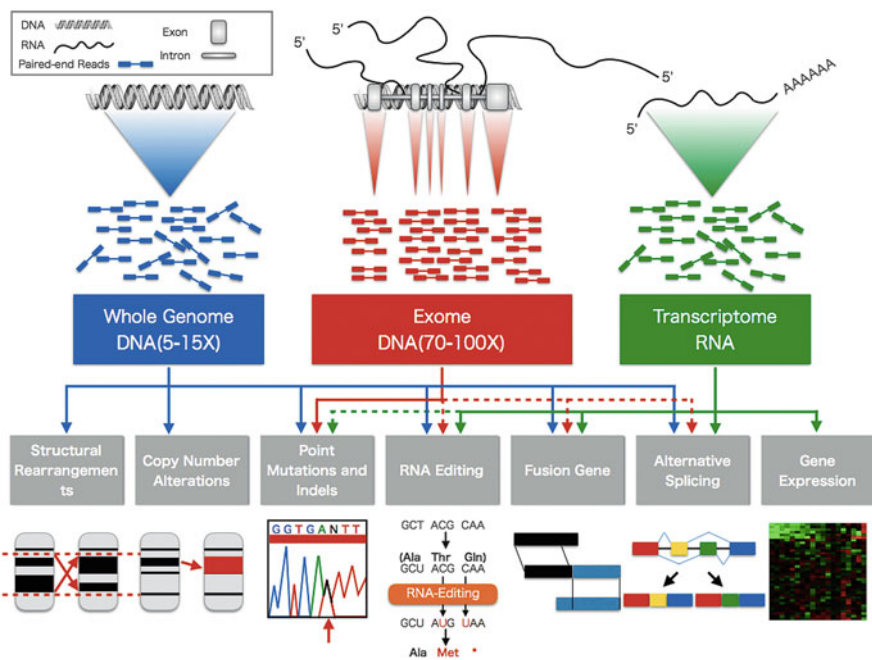 DNA
RNA
Paired-end Reads
Exon
Intron
5'
5'
5'
5'
AAAAAA
Whole Genome
DNA(5-15X)
Exome
DNA(70-100X)
Transcriptome
RNA
Structural
Rearrangemen
ts
Copy Number
Alterations
Point
Mutations and
Indels
RNA Editing
Fusion Gene
Alternative
Splicing
Gene
Expression
GGTGANTT
GCT ACG CAA
(Ala Thr Gln)
GCU ACG CAA
RNA-Editing
GCU AUG UAA
Ala Met *